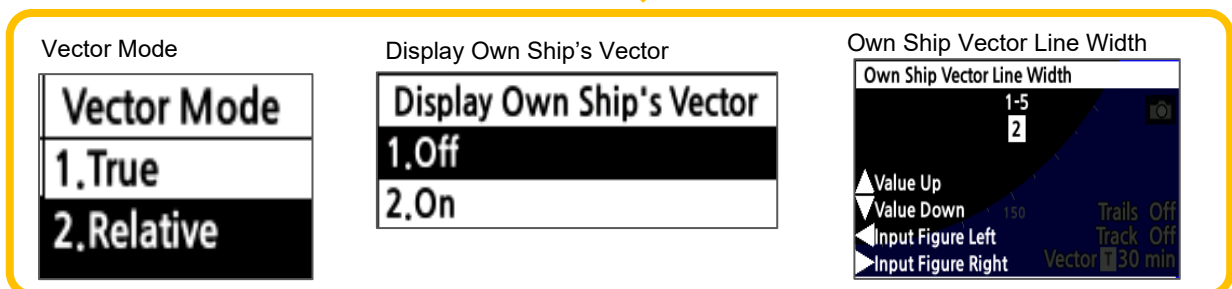 Vector Mode
Vector Mode
1.True
2.Relative
Display Own Ship’s Vector
Display Own Ship's Vector
1.Off
2.On
Own Ship Vector Line Width
Own Ship Vector Line Width
1-5
2
Value Up
Value Down
150
Trails Off
Input Figure Left
Track Off
Input Figure Right
Vector T 30 min